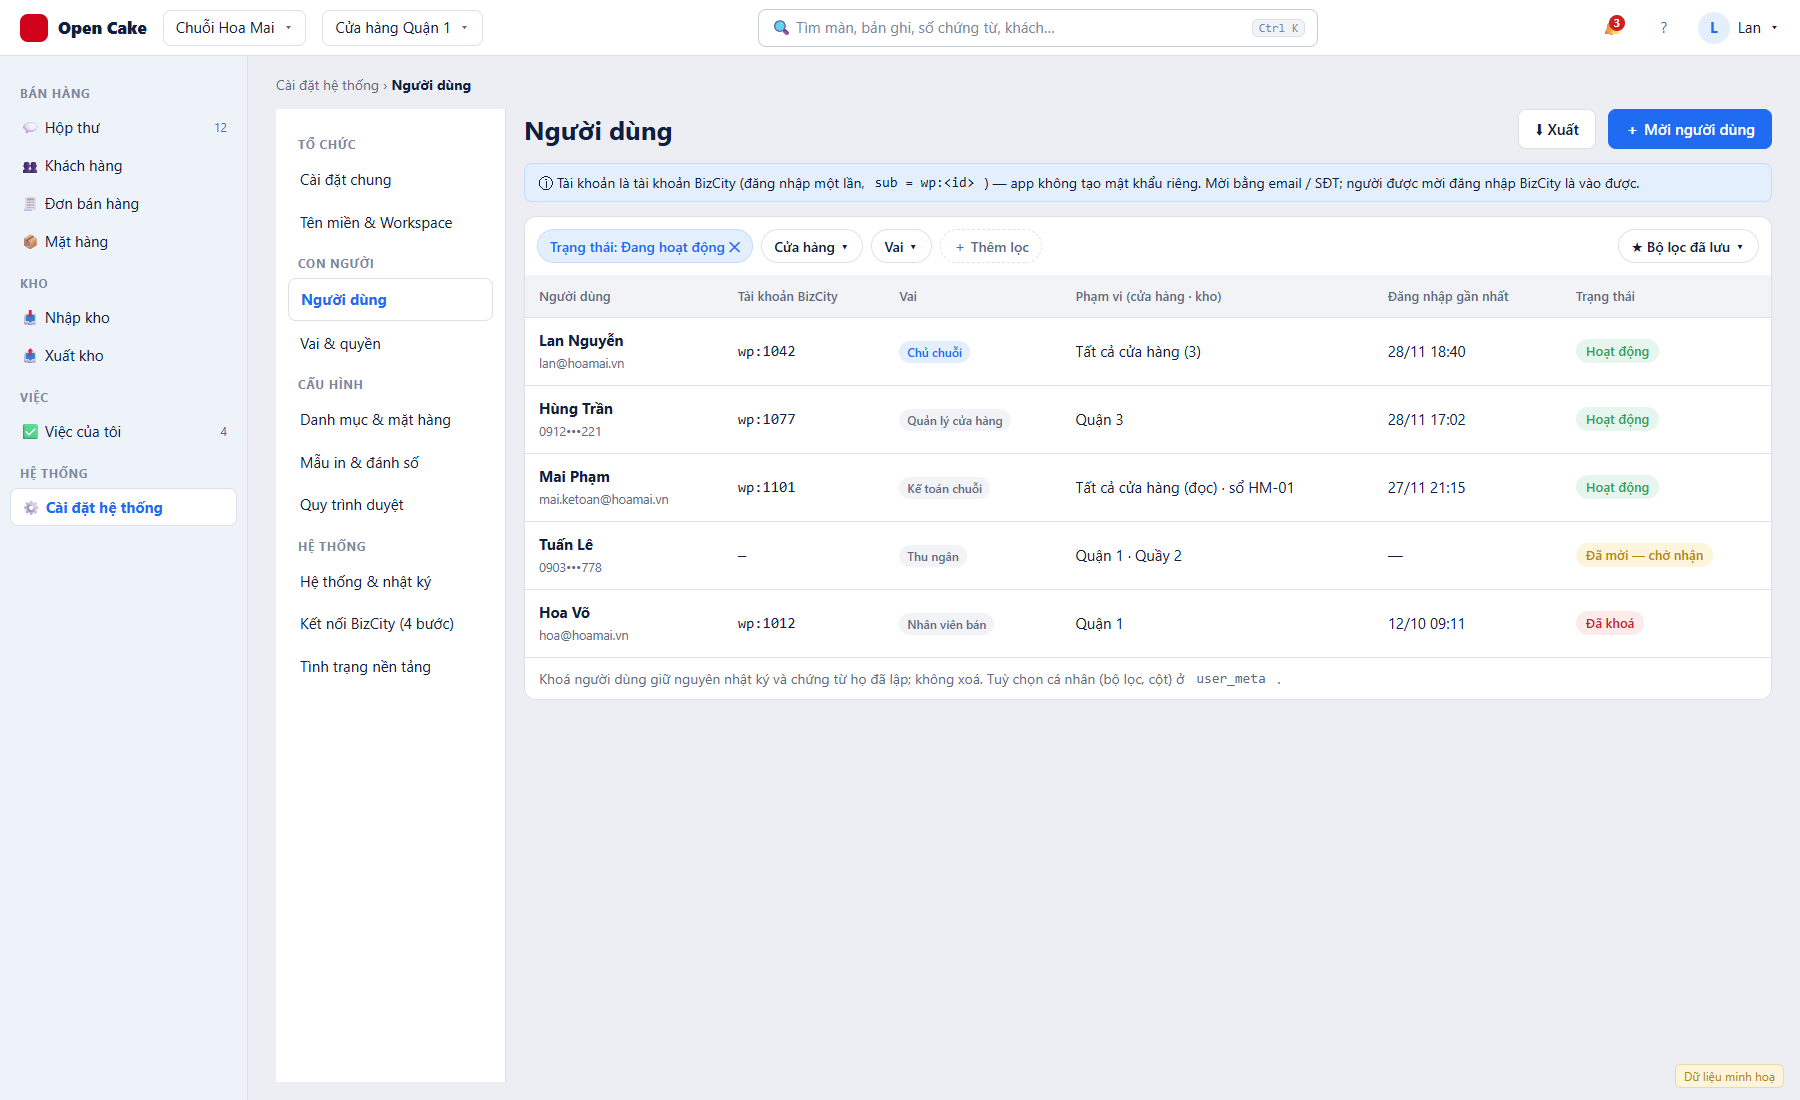 Open Cake
Chuỗi Hoa Mai
Cửa hàng Quận 1
Tìm màn, bản ghi, số chứng từ, khách...
Ctrl K
3
?
L
Lan
BÁN HÀNG
Hộp thư 12
Khách hàng
Đơn bán hàng
Mặt hàng
KHO
Nhập kho
Xuất kho
VIỆC
Việc của tôi 4
HỆ THỐNG
Cài đặt hệ thống
Cài đặt hệ thống › Người dùng
TỔ CHỨC
Cài đặt chung
Tên miền & Workspace
CON NGƯỜI
Người dùng
Vai & quyền
CẤU HÌNH
Danh mục & mặt hàng
Mẫu in & đánh số
Quy trình duyệt
HỆ THỐNG
Hệ thống & nhật ký
Kết nối BizCity (4 bước)
Tình trạng nền tảng
Người dùng
⬇ Xuất
+ Mời người dùng
ⓘ Tài khoản là tài khoản BizCity (đăng nhập một lần, sub = wp:<id> ) — app không tạo mật khẩu riêng. Mời bằng email / SĐT; người được mời đăng nhập BizCity là vào được.
Trạng thái: Đang hoạt động ✕
Cửa hàng ▾
Vai ▾
+ Thêm lọc
★ Bộ lọc đã lưu ▾
Người dùng Tài khoản BizCity Vai Phạm vi (cửa hàng · kho) Đăng nhập gần nhất Trạng thái
Lan Nguyễn
lan@hoamai.vn
wp:1042 Chủ chuỗi Tất cả cửa hàng (3) 28/11 18:40 Hoạt động
Hùng Trần
0912•••221
wp:1077 Quản lý cửa hàng Quận 3 28/11 17:02 Hoạt động
Mai Phạm
mai.ketoan@hoamai.vn
wp:1101 Kế toán chuỗi Tất cả cửa hàng (đọc) · sổ HM-01 27/11 21:15 Hoạt động
Tuấn Lê
0903•••778
— Thu ngân Quận 1 · Quầy 2 — Đã mời — chờ nhận
Hoa Võ
hoa@hoamai.vn
wp:1012 Nhân viên bán Quận 1 12/10 09:11 Đã khoá
Khoá người dùng giữ nguyên nhật ký và chứng từ họ đã lập; không xoá. Tuỳ chọn cá nhân (bộ lọc, cột) ở user_meta .
Dữ liệu minh hoạ